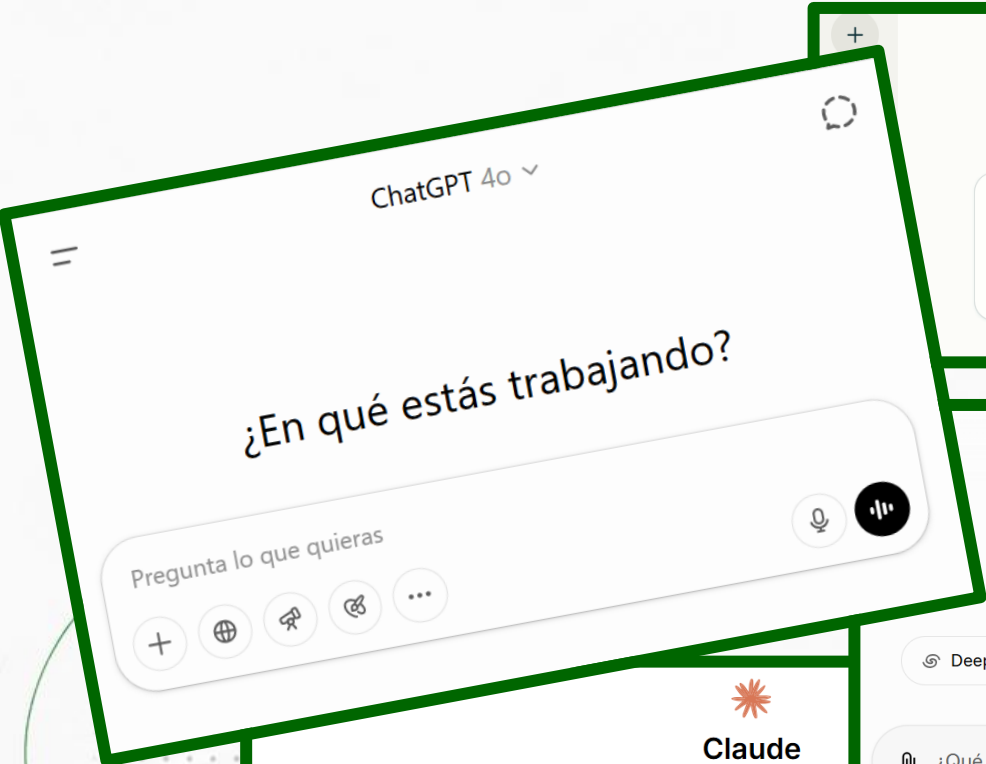 ChatGPT 4o
¿En qué estás trabajando?
Pregunta lo que quieras
Deep
Claude
¿Qué